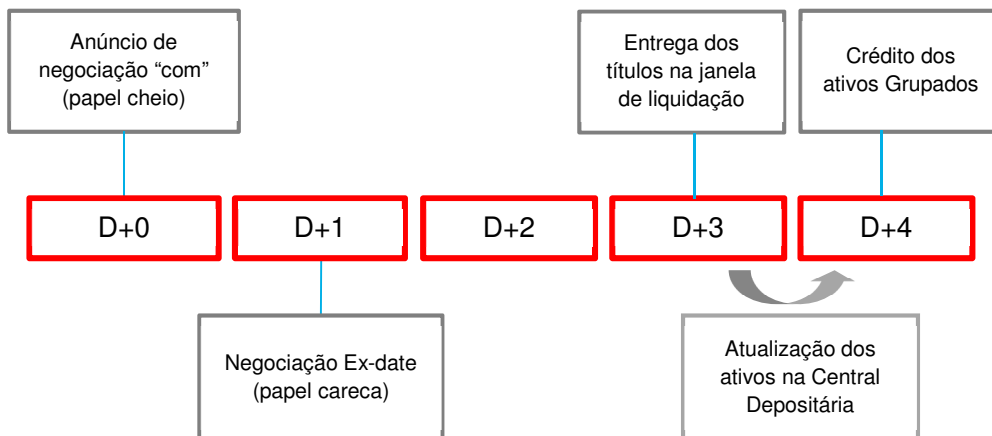 Anúncio de
negociação “com”
(papel cheio)
Entrega dos
títulos na janela
de liquidação
Crédito dos
ativos Grupados
D+0
D+1
D+2
D+3
D+4
Negociação Ex-date
(papel careca)
Atualização dos
ativos na Central
Depositária